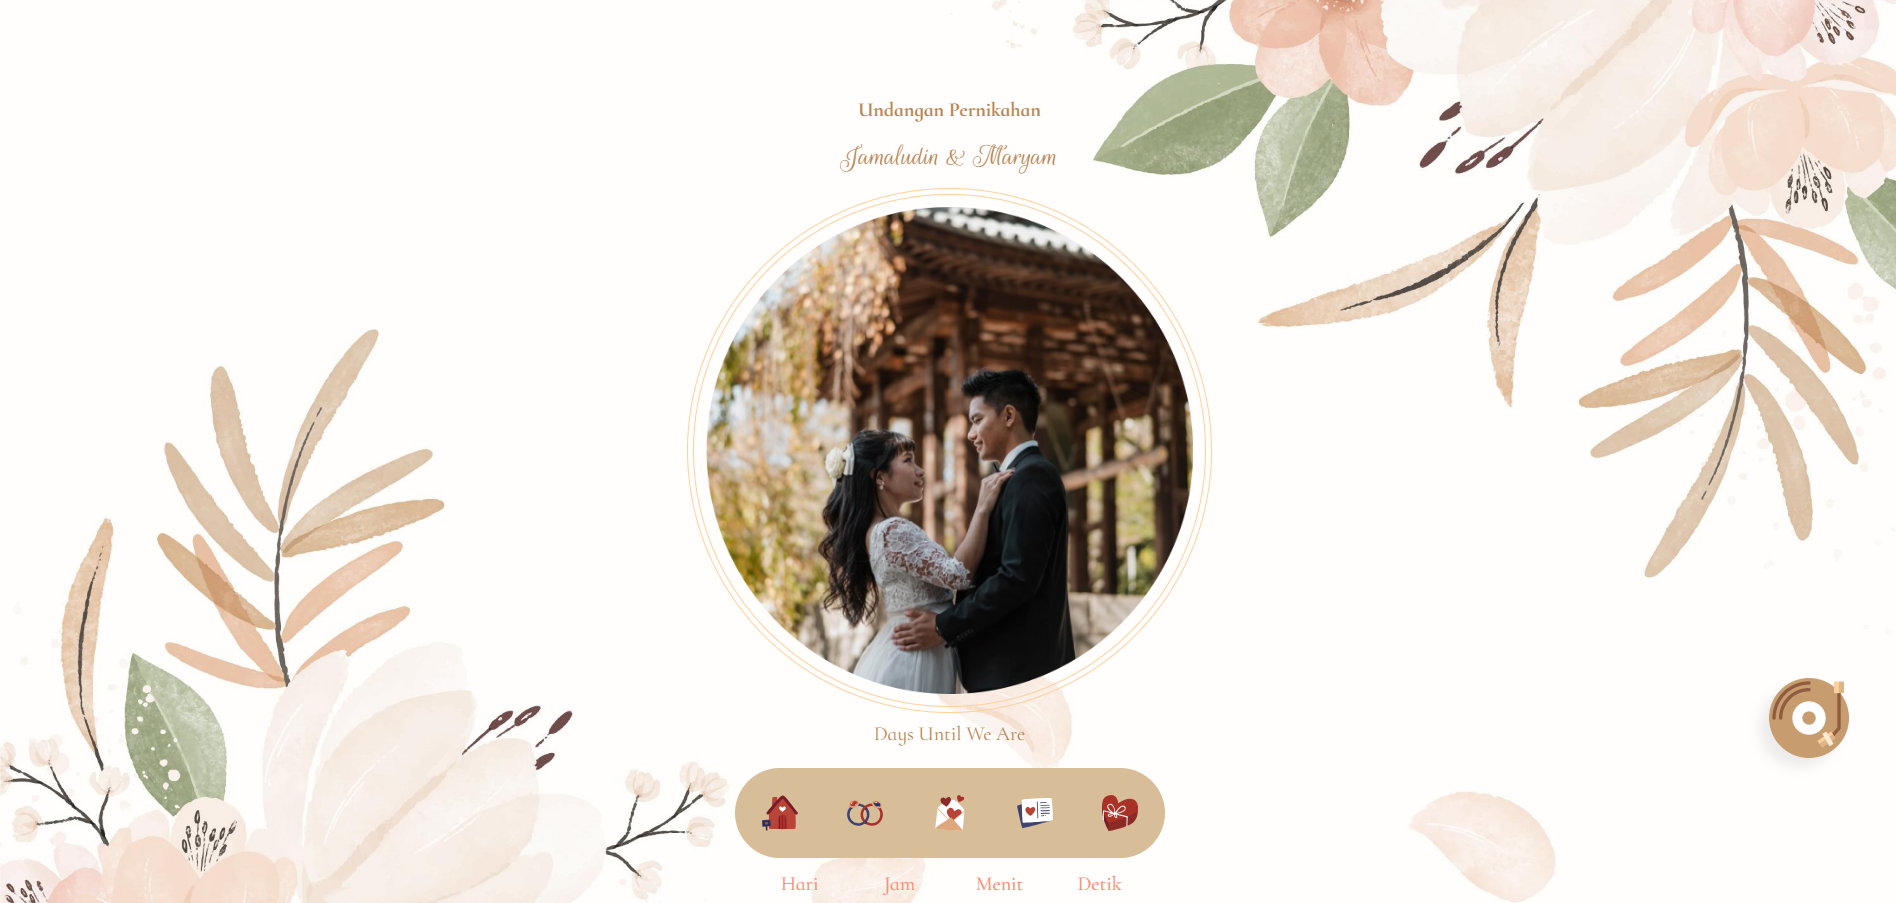 Undangan Pernikahan
Jamaludin & Maryam
Days Until We Are
Hari Jam Menit Detik